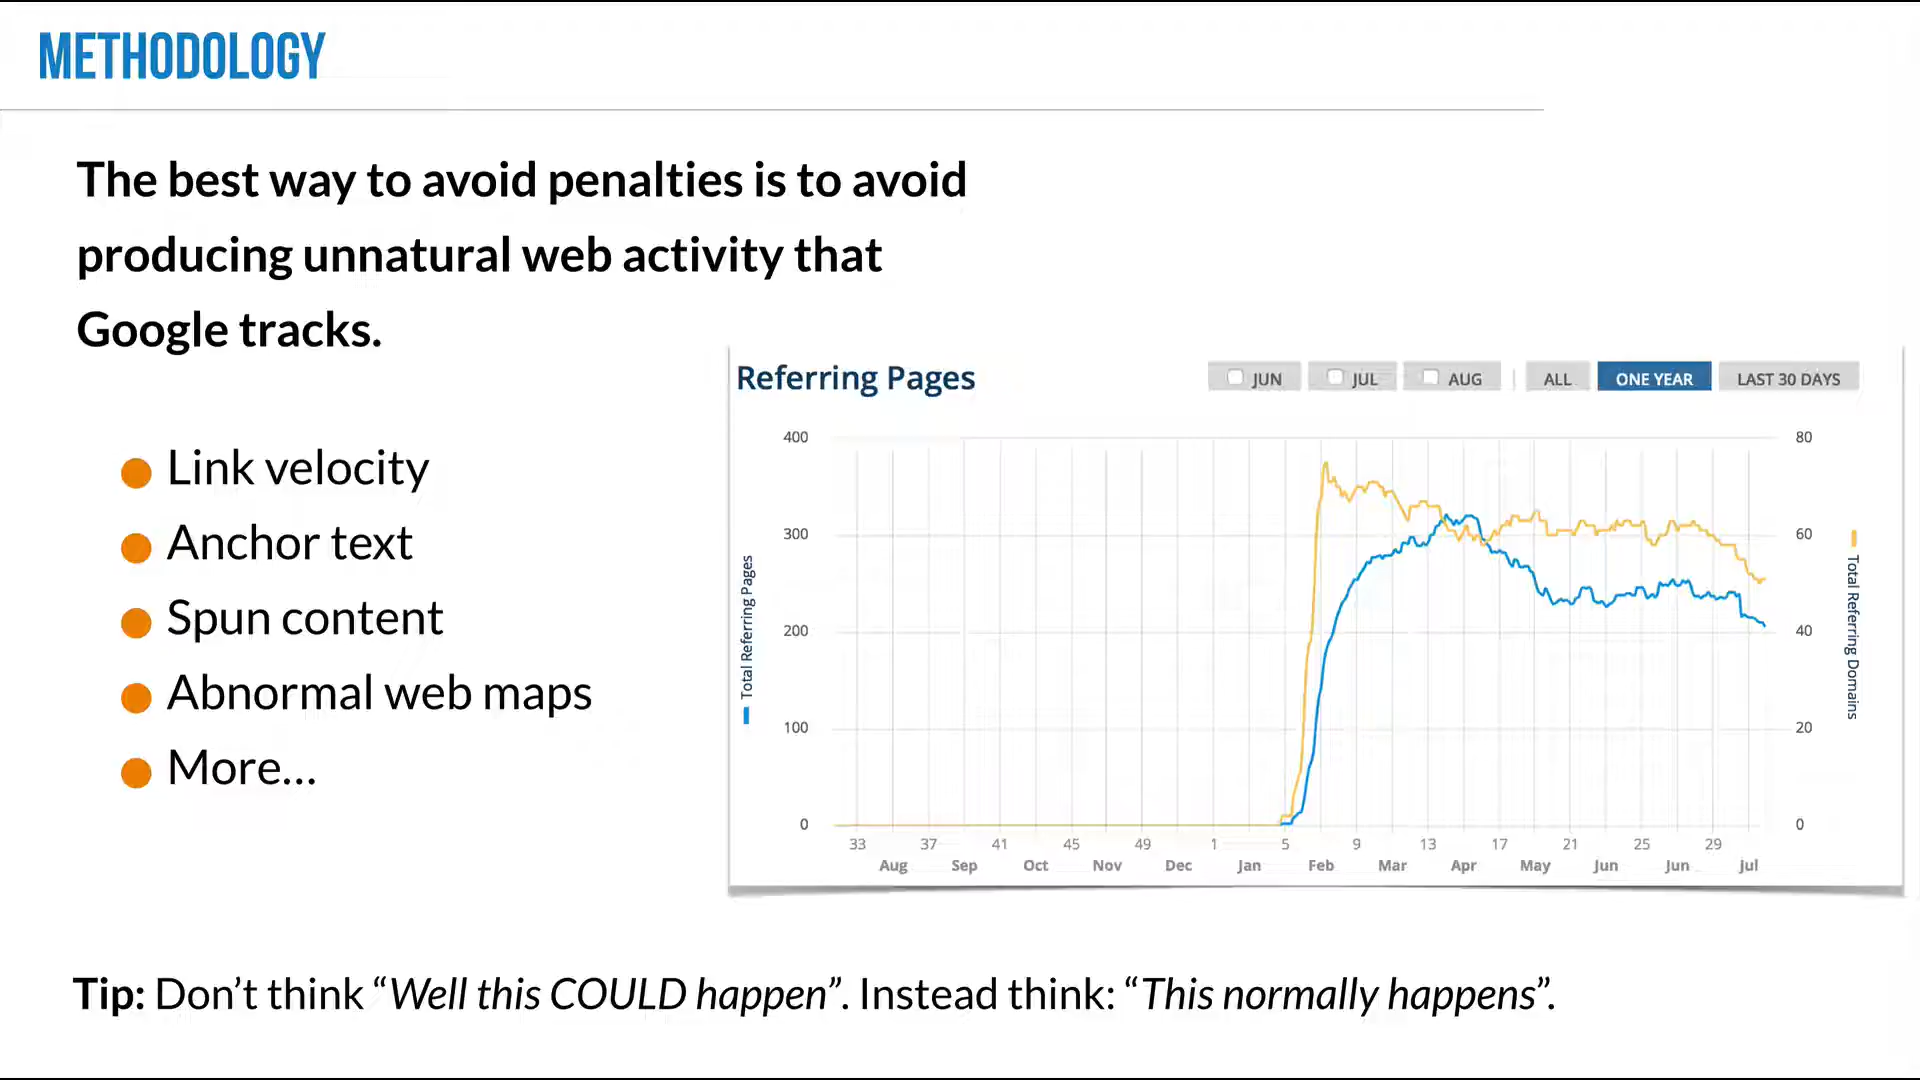 METHODOLOGY
The best way to avoid penalties is to avoid
producing unnatural web activity that
Google tracks.
Link velocity
Anchor text
Spun content
Abnormal web maps
More...
Referring Pages
JUN JUL AUG ALL ONE YEAR LAST 30 DAYS
400 80
300 60
200 40
100 20
0 0
Total Referring Pages
Total Referring Domains
33 37 41 45 49 1 5 9 13 17 21 25 29
Aug Sep Oct Nov Dec Jan Feb Mar Apr May Jun Jun Jul
Tip: Don’t think “Well this COULD happen”. Instead think: “This normally happens”.